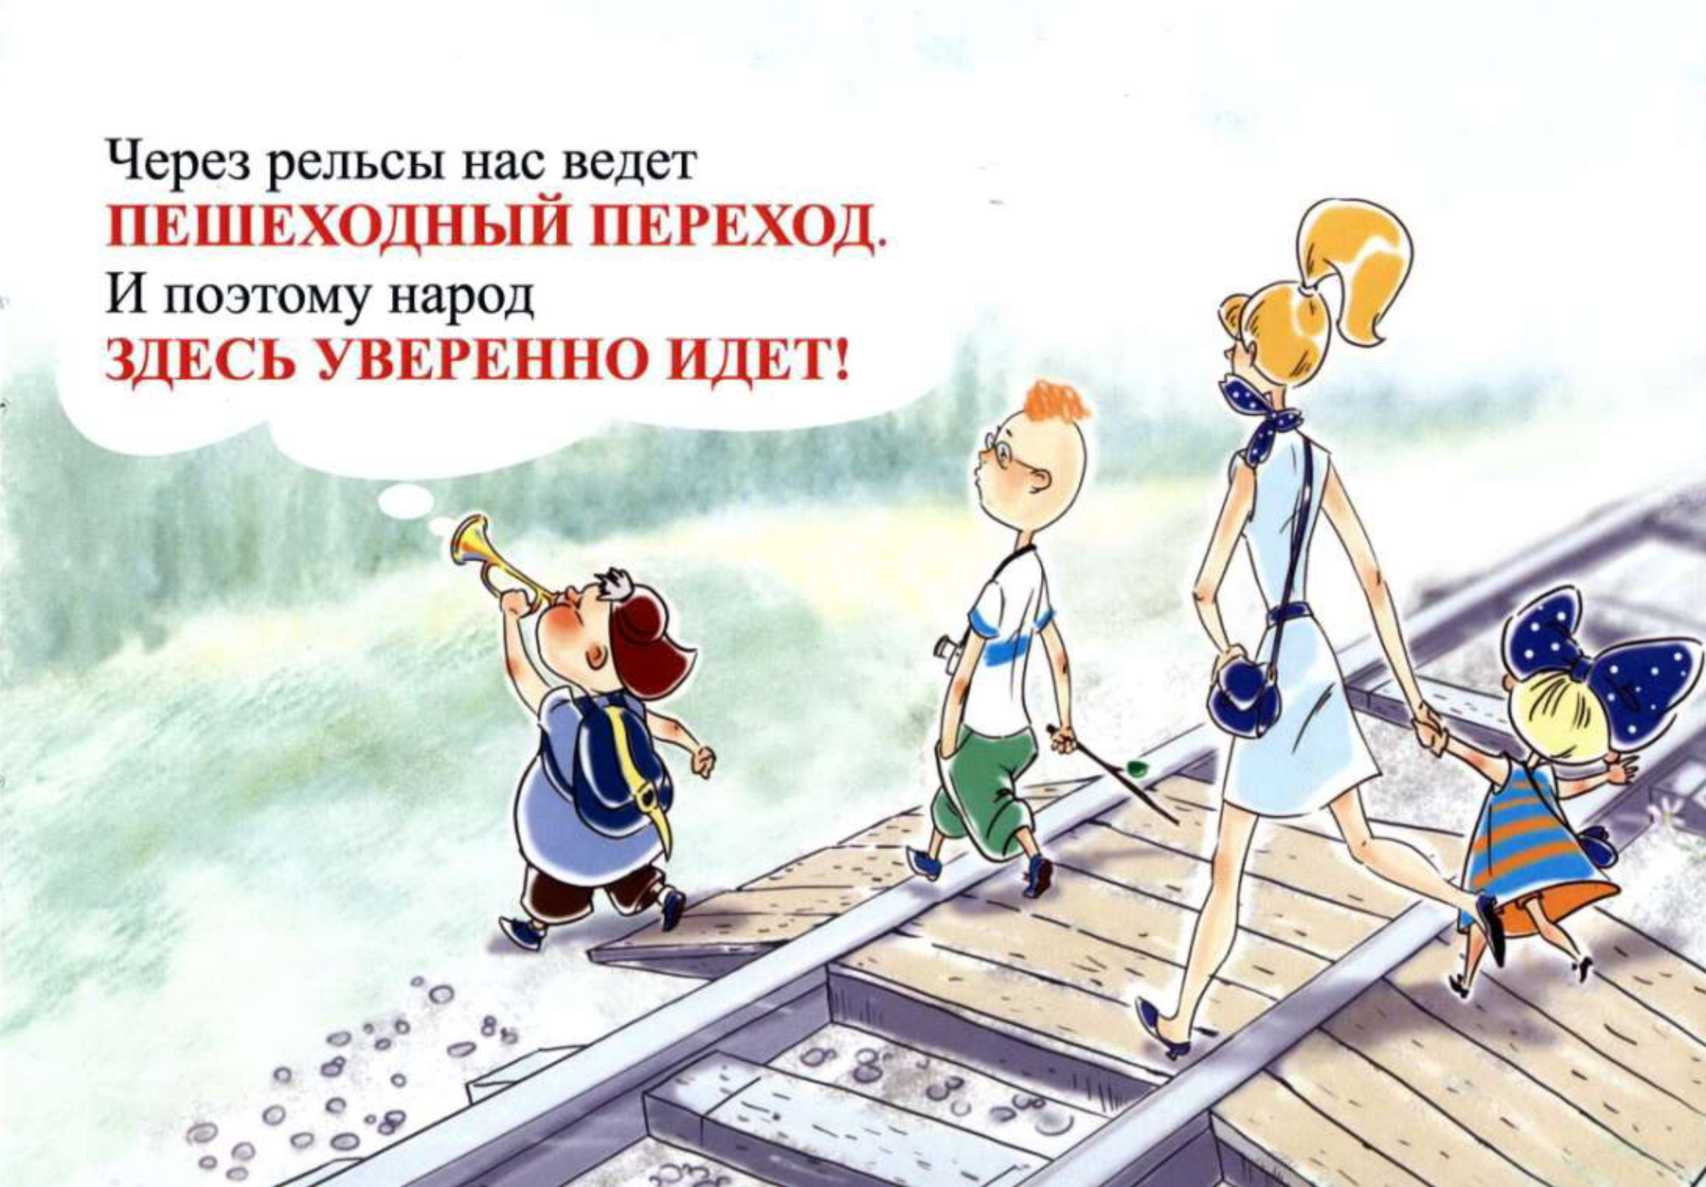 Через рельсы нас ведет
ПЕШЕХОДНЫЙ ПЕРЕХОД.
И поэтому народ
ЗДЕСЬ УВЕРЕННО ИДЕТ!